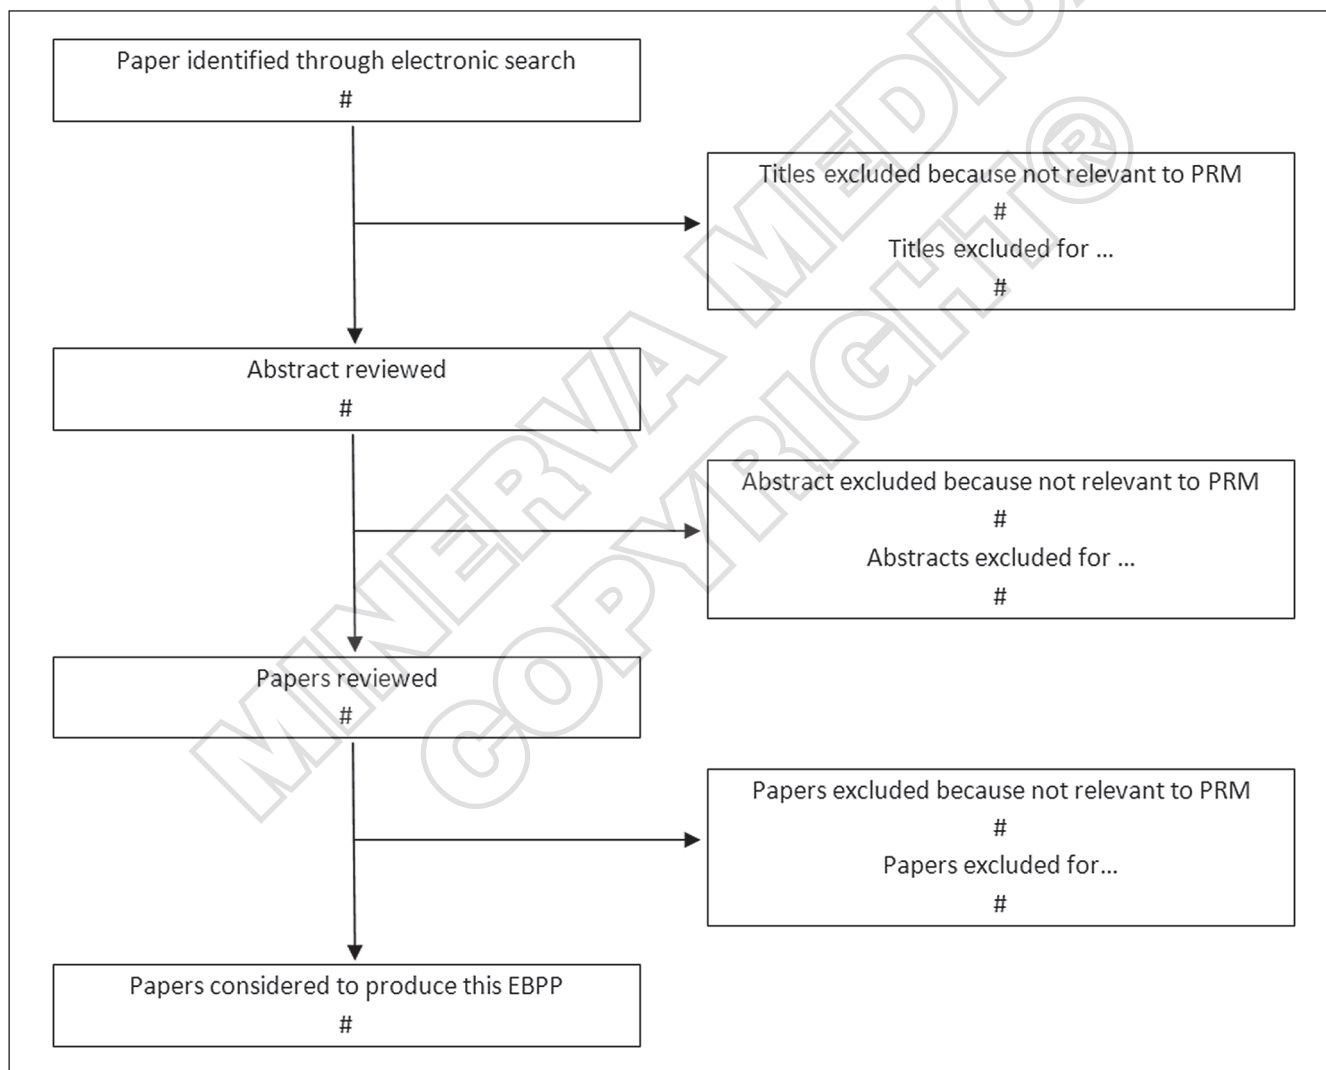 Paper identified through electronic search
#
Titles excluded because not relevant to PRM
#
Titles excluded for ...
#
Abstract reviewed
#
Abstract excluded because not relevant to PRM
#
Abstracts excluded for ...
#
Papers reviewed
#
Papers excluded because not relevant to PRM
#
Papers excluded for...
#
Papers considered to produce this EBPP
#
MINERVA MEDIC
COPYRIGHT®